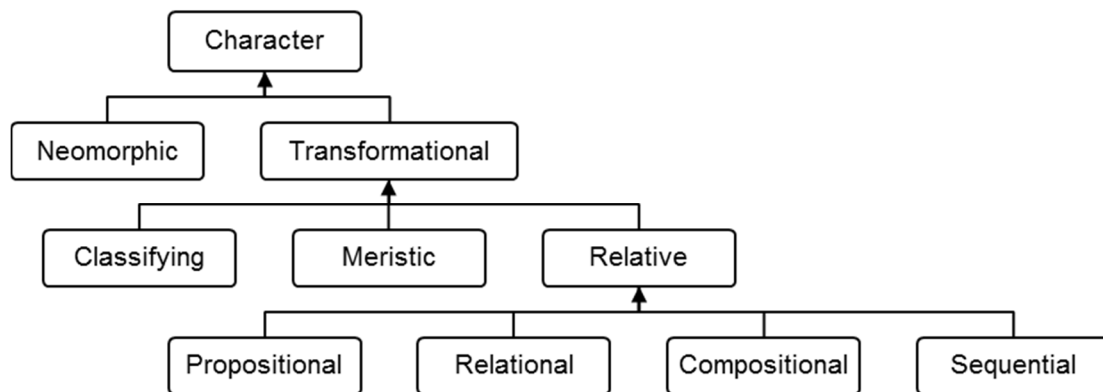 Character
Neomorphic
Transformational
Classifying
Meristic
Relative
Propositional
Relational
Compositional
Sequential